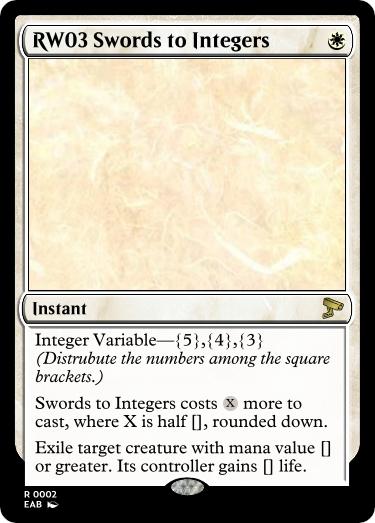 RW03 Swords to Integers
Instant
Integer Variable—{5},{4},{3}
(Distrubute the numbers among the square
brackets.)
Swords to Integers costs X more to
cast, where X is half [], rounded down.
Exile target creature with mana value []
or greater. Its controller gains [] life.
R 0002
EAB